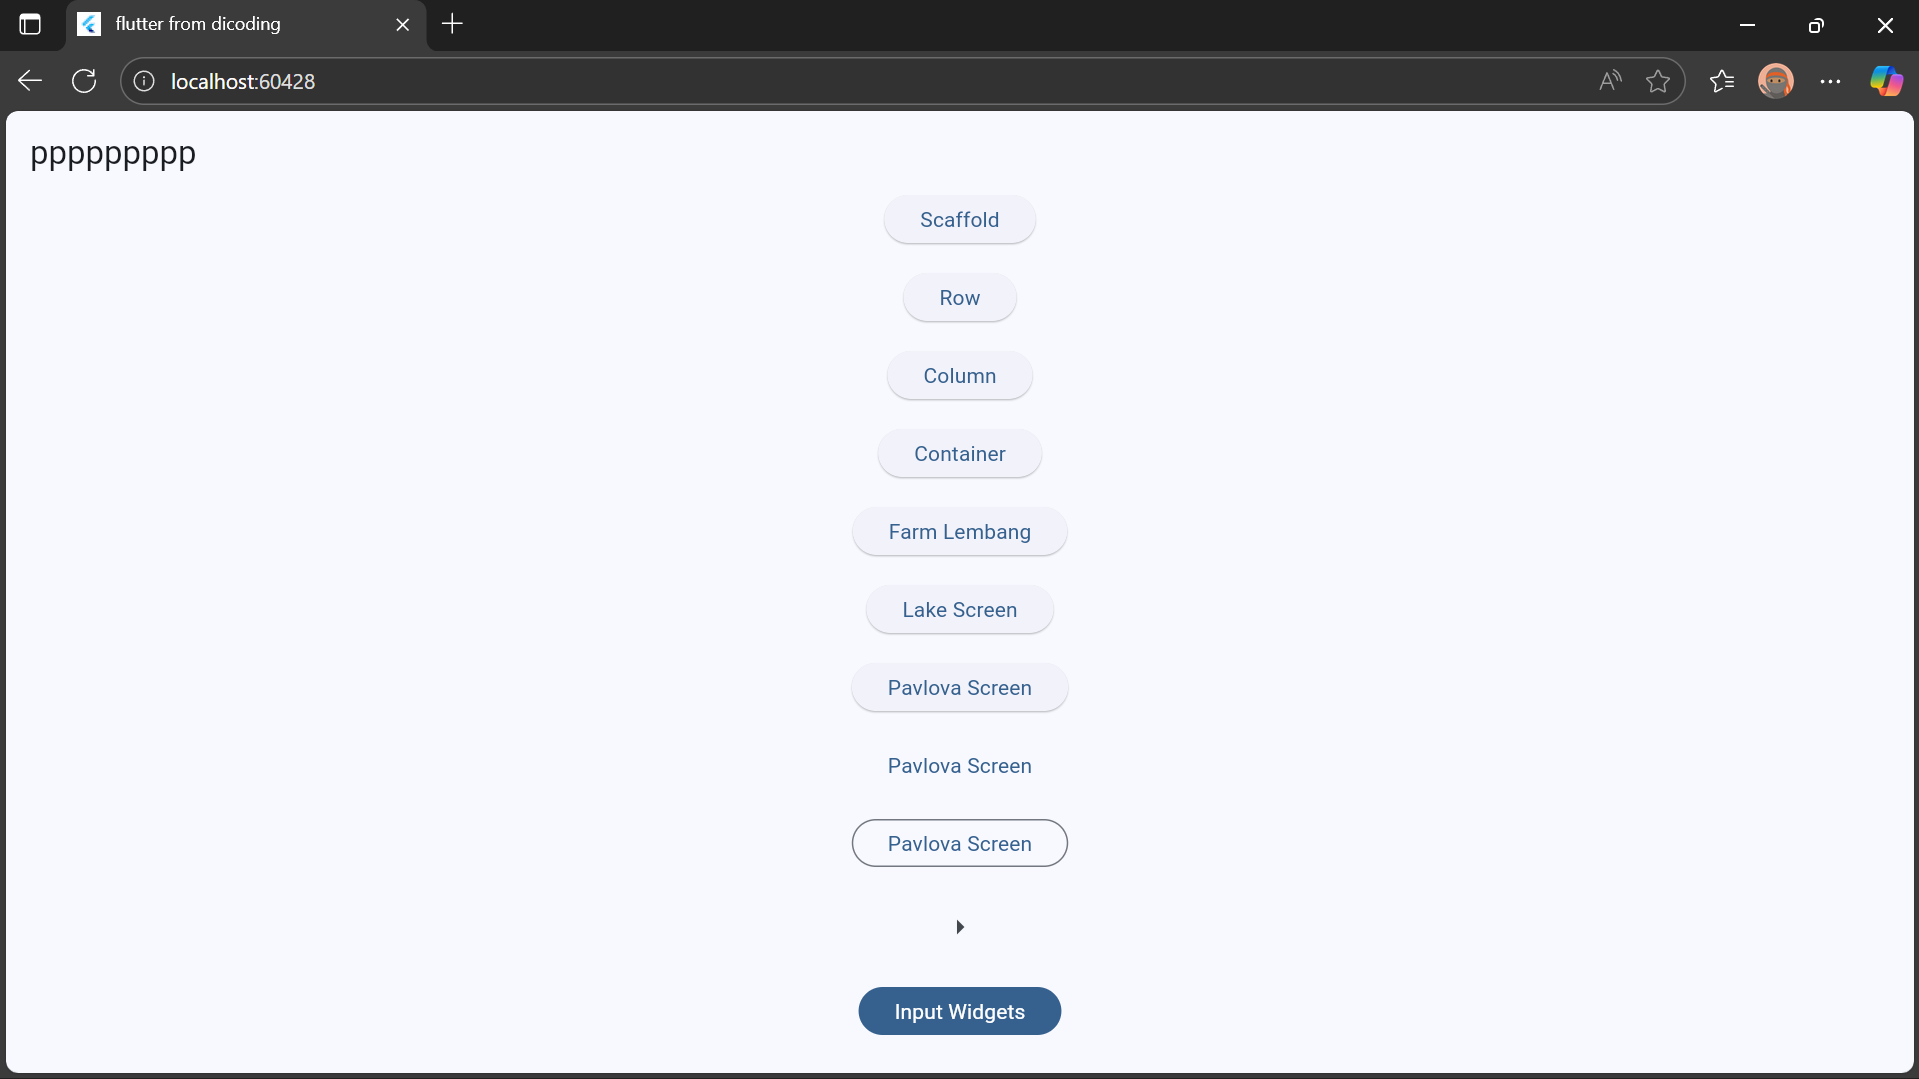 flutter from dicoding
localhost:60428
ppppppppp
Scaffold
Row
Column
Container
Farm Lembang
Lake Screen
Pavlova Screen
Pavlova Screen
Pavlova Screen
Input Widgets